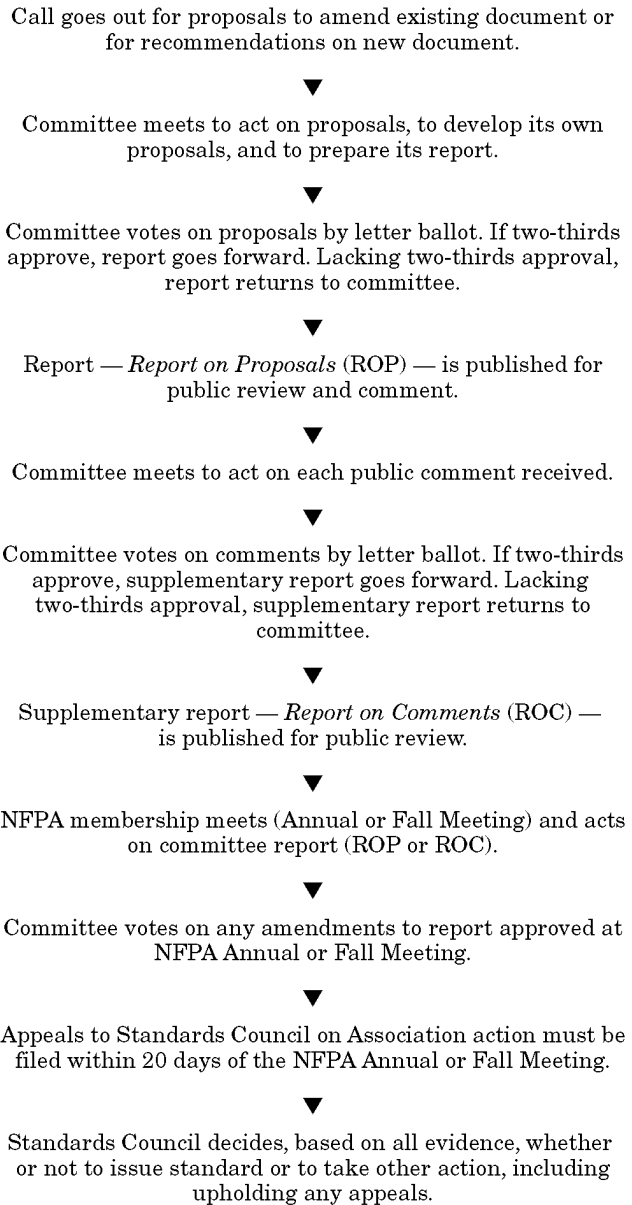 Call goes out for proposals to amend existing document or
for recommendations on new document.
▼
Committee meets to act on proposals, to develop its own
proposals, and to prepare its report.
▼
Committee votes on proposals by letter ballot. If two-thirds
approve, report goes forward. Lacking two-thirds approval,
report returns to committee.
▼
Report — Report on Proposals (ROP) — is published for
public review and comment.
▼
Committee meets to act on each public comment received.
▼
Committee votes on comments by letter ballot. If two-thirds
approve, supplementary report goes forward. Lacking
two-thirds approval, supplementary report returns to
committee.
▼
Supplementary report — Report on Comments (ROC) —
is published for public review.
▼
NFPA membership meets (Annual or Fall Meeting) and acts
on committee report (ROP or ROC).
▼
Committee votes on any amendments to report approved at
NFPA Annual or Fall Meeting.
▼
Appeals to Standards Council on Association action must be
filed within 20 days of the NFPA Annual or Fall Meeting.
▼
Standards Council decides, based on all evidence, whether
or not to issue standard or to take other action, including
upholding any appeals.